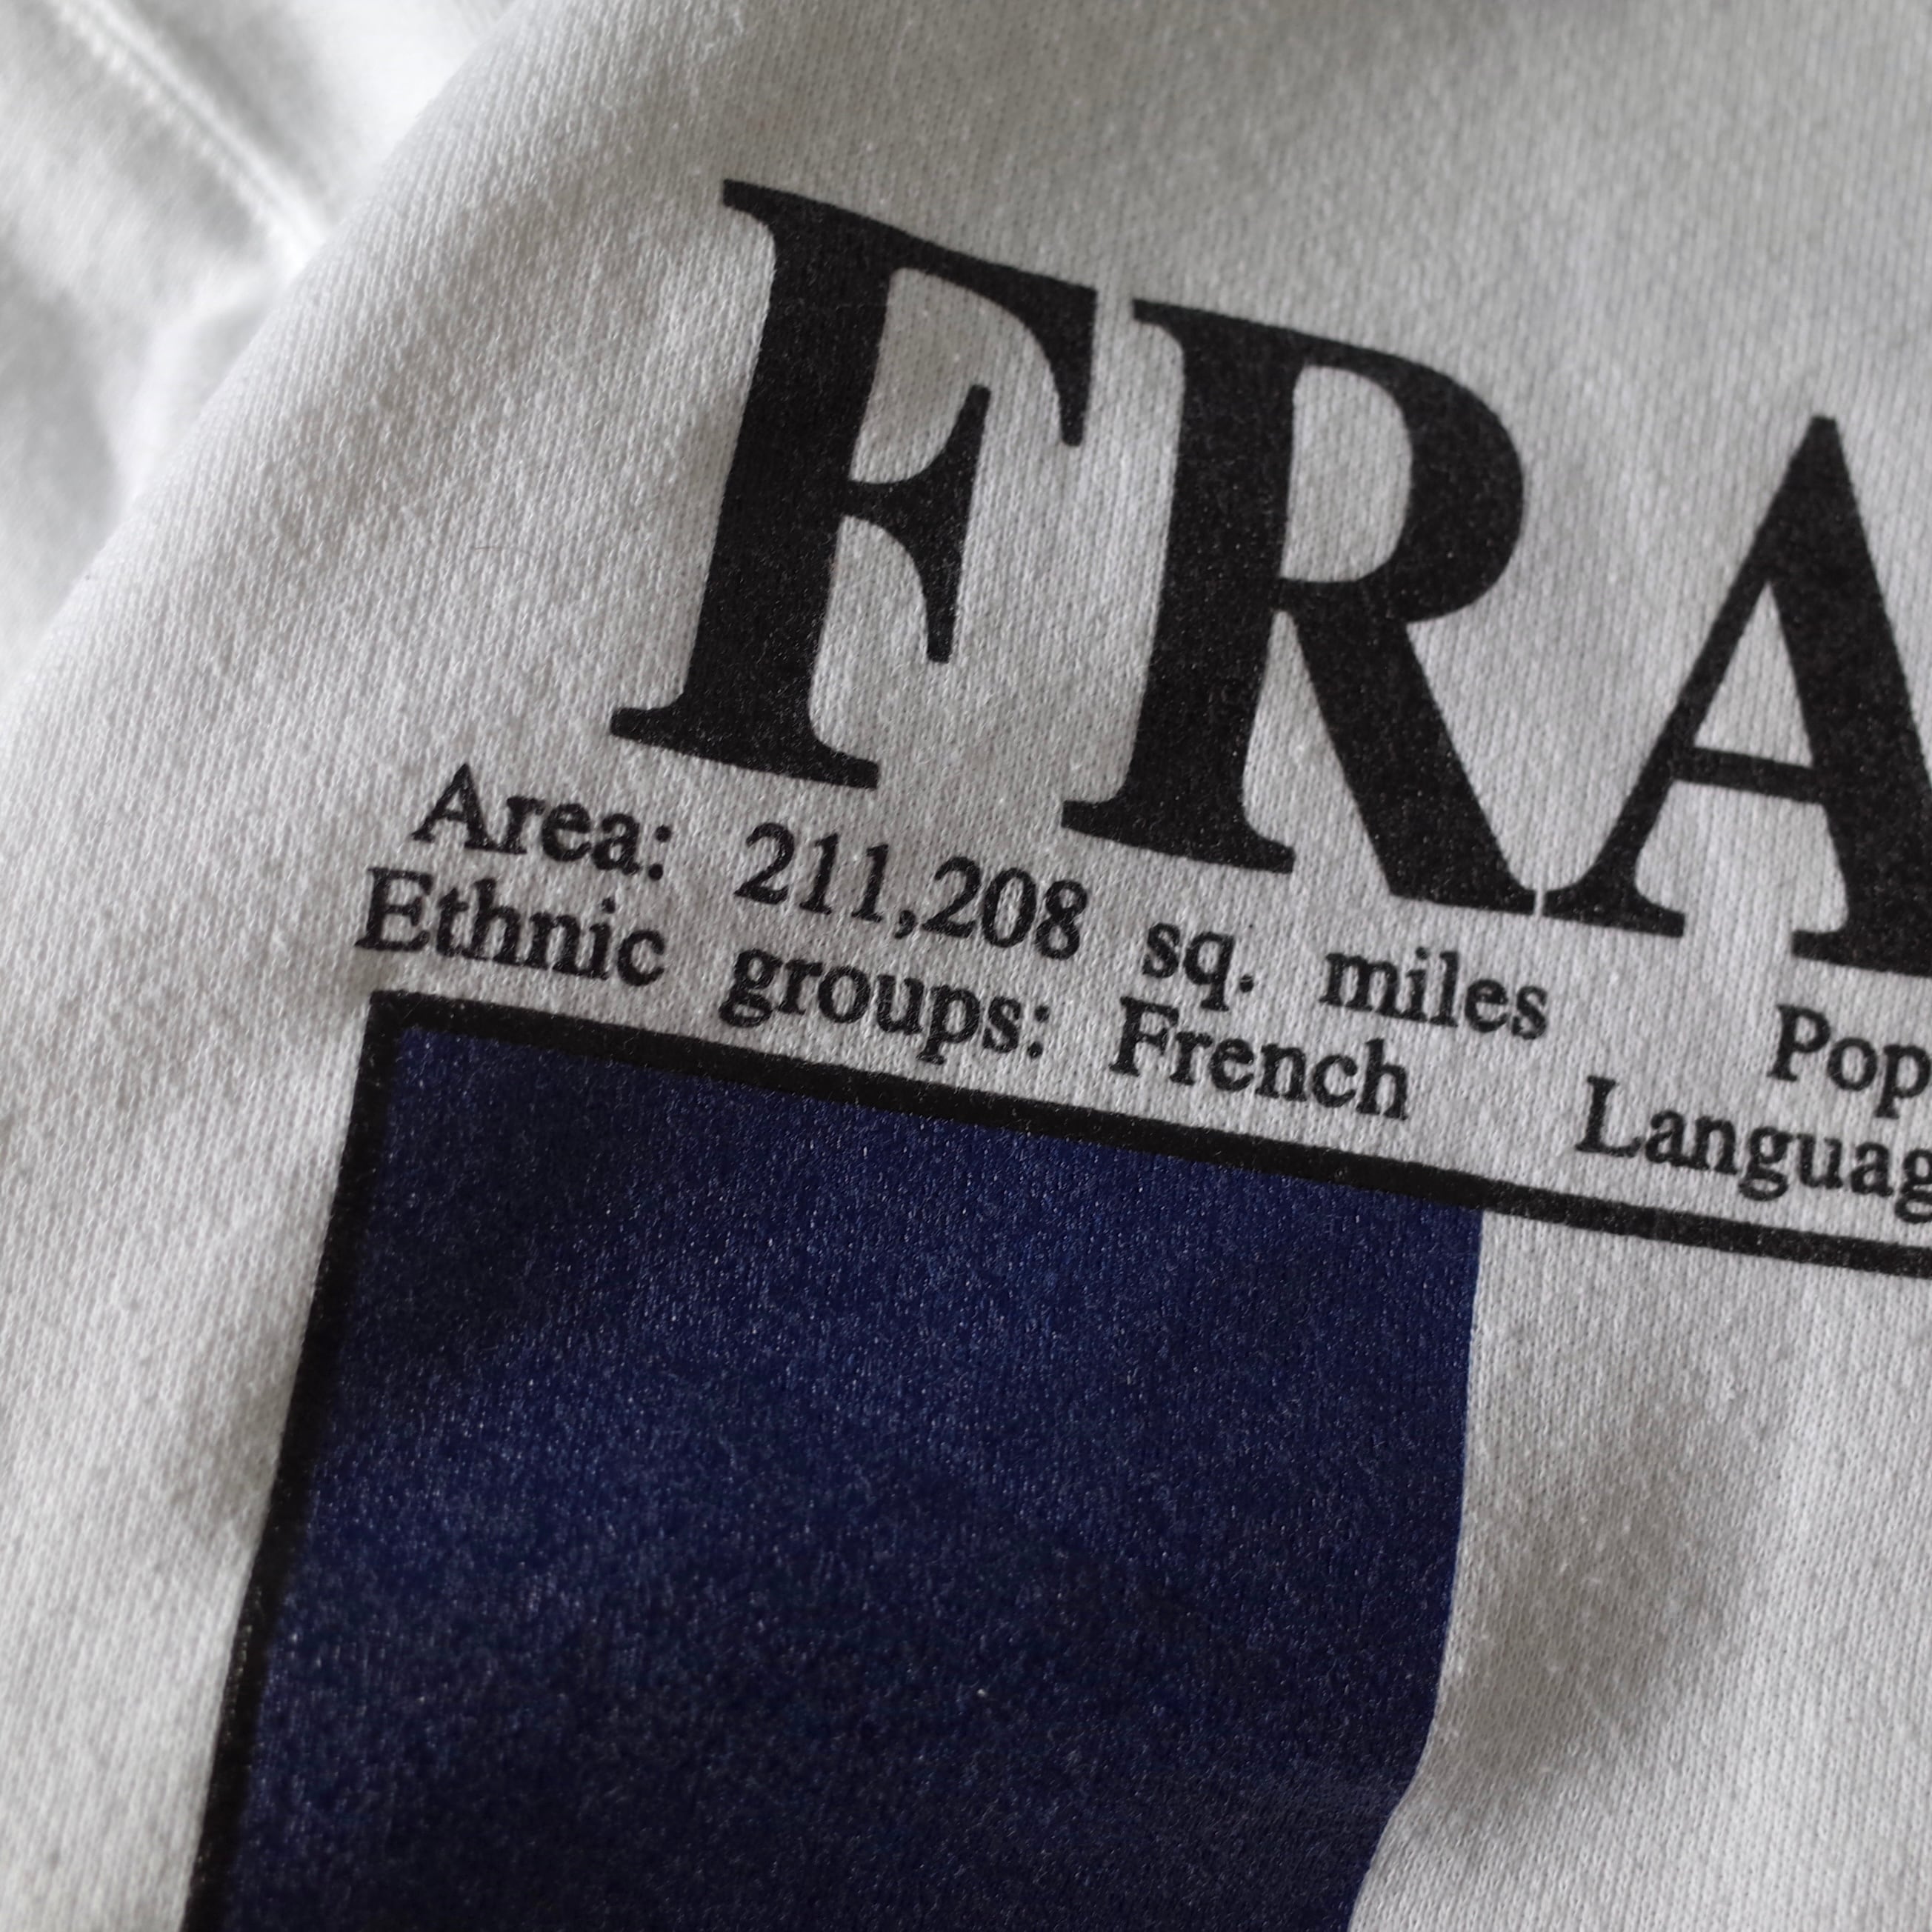 FRA
Area: 211,208 sq. miles Pop
Ethnic groups: French Languag